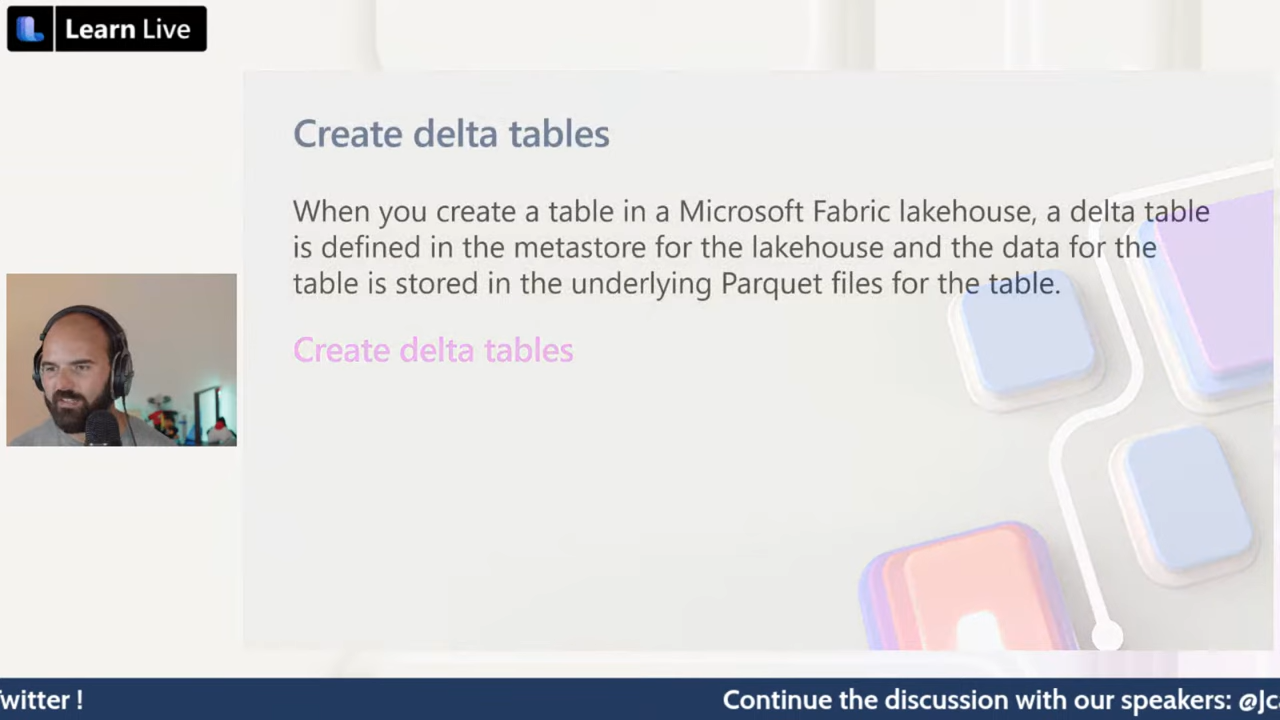 Learn Live
Create delta tables
When you create a table in a Microsoft Fabric lakehouse, a delta table
is defined in the metastore for the lakehouse and the data for the
table is stored in the underlying Parquet files for the table.
Create delta tables
witter !
Continue the discussion with our speakers: @Jc